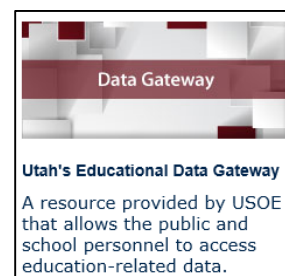 Data Gateway
Utah's Educational Data Gateway
A resource provided by USOE
that allows the public and
school personnel to access
education-related data.